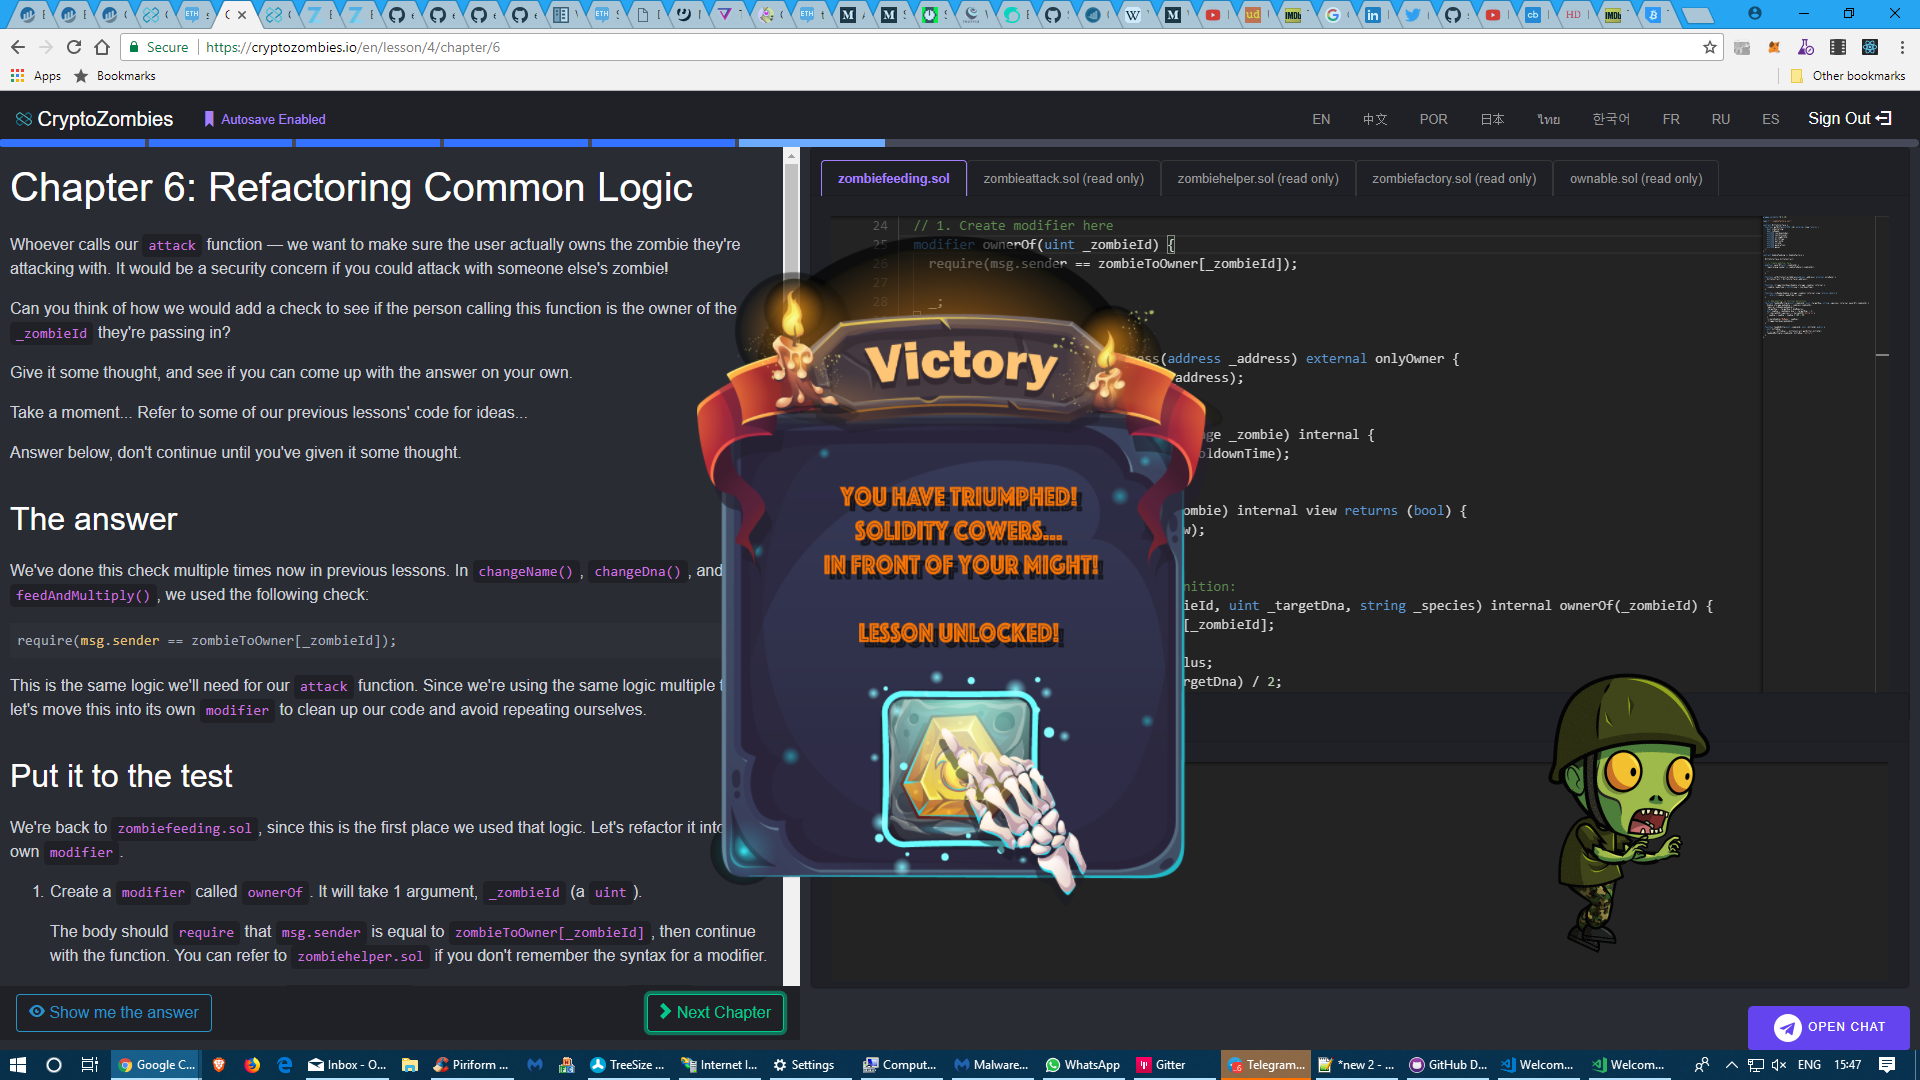 Secure
https://cryptozombies.io/en/lesson/4/chapter/6
Apps
Bookmarks
Other bookmarks
CryptoZombies
Autosave Enabled
EN
中文
POR
日本
ไทย
한국어
FR
RU
ES
Sign Out
Chapter 6: Refactoring Common Logic
Whoever calls our attack function — we want to make sure the user actually owns the zombie they're
attacking with. It would be a security concern if you could attack with someone else's zombie!
Can you think of how we would add a check to see if the person calling this function is the owner of the
_zombieId they're passing in?
Give it some thought, and see if you can come up with the answer on your own.
Take a moment... Refer to some of our previous lessons' code for ideas...
Answer below, don't continue until you've given it some thought.
The answer
We've done this check multiple times now in previous lessons. In changeName() , changeDna() , and
feedAndMultiply() , we used the following check:
require(msg.sender == zombieToOwner[_zombieId]);
This is the same logic we'll need for our attack function. Since we're using the same logic multiple
let's move this into its own modifier to clean up our code and avoid repeating ourselves.
Put it to the test
We're back to zombiefeeding.sol , since this is the first place we used that logic. Let's refactor it into
own modifier .
1. Create a modifier called ownerOf . It will take 1 argument, _zombieId (a uint ).
The body should require that msg.sender is equal to zombieToOwner[_zombieId] , then continue
with the function. You can refer to zombiehelper.sol if you don't remember the syntax for a modifier.
Show me the answer
Next Chapter
zombiefeeding.sol
zombieattack.sol (read only)
zombiehelper.sol (read only)
zombiefactory.sol (read only)
ownable.sol (read only)
24 // 1. Create modifier here
25 modifier ownerOf(uint _zombieId) {
26 require(msg.sender == zombieToOwner[_zombieId]);
27
28 _;
(address _address) external onlyOwner {
address);
_zombie) internal {
ldownTime);
ombie) internal view returns (bool) {
w);
nition:
ieId, uint _targetDna, string _species) internal ownerOf(_zombieId) {
[_zombieId];
lus;
rgetDna) / 2;
Victory
YOU HAVE TRIUMPHED!
SOLIDITY COWERS...
IN FRONT OF YOUR MIGHT!
LESSON UNLOCKED!
OPEN CHAT
Google C...
Inbox - O...
Piriform ...
TreeSize ...
Internet I...
Settings
Comput...
Malware...
WhatsApp
Gitter
Telegram...
*new 2 - ...
GitHub D...
Welcom...
Welcom...
ENG
15:47